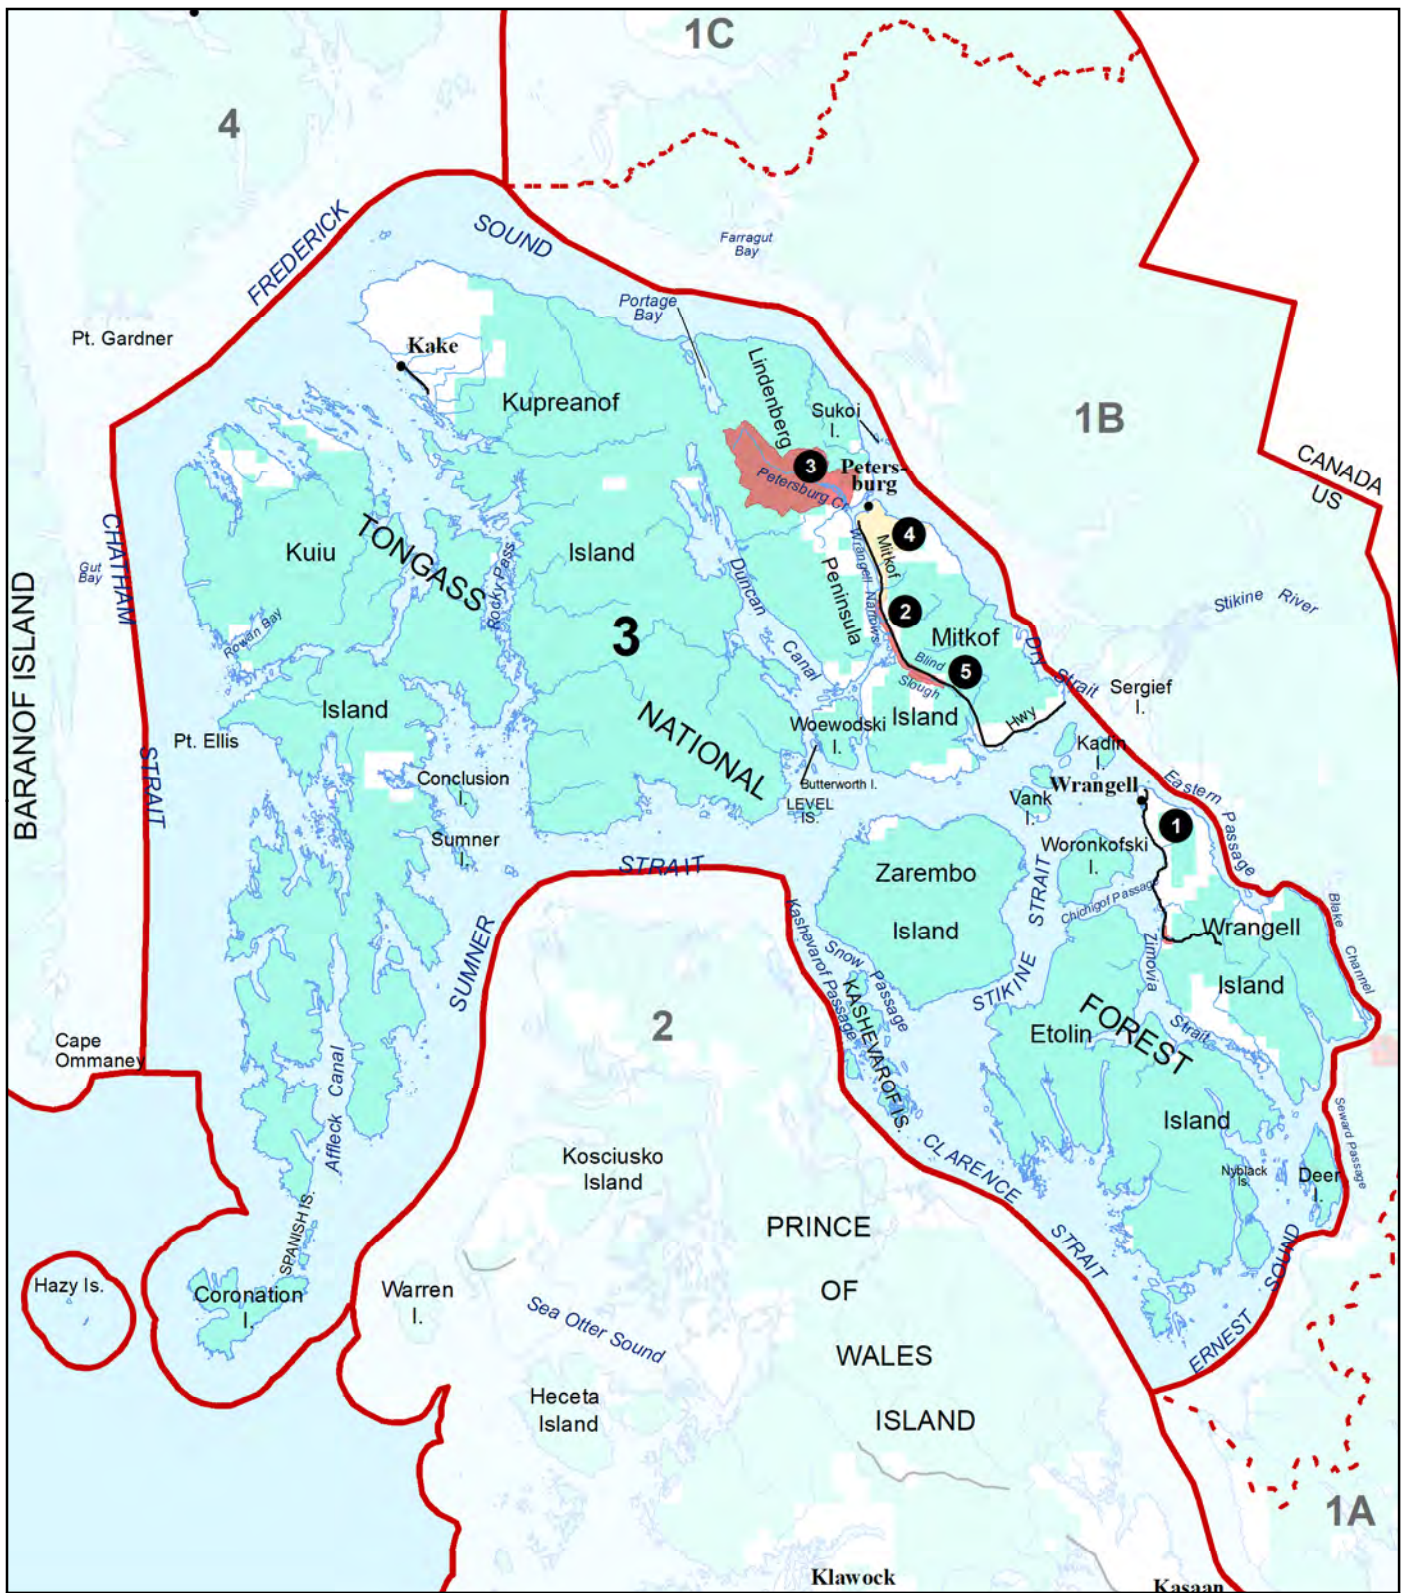 1C
4
FREDERICK
SOUND
Farragut
Bay
Portage
Bay
Pt. Gardner
Kake
Kupreanof
Lindenberg
Sukoi
I.
1B
3
Peters-
burg
Petersburg Cr
CANADA
US
CHATHAM
STRAIT
Gut
Bay
BARANOF ISLAND
Kuiu
TONGASS
Rocky Pass
Island
Duncan
Canal
Peninsula
Wrangell Narrows
Mitkof
4
2
Mitkof
Blind
Slough
5
Island
Hwy
Dry Strait
Stikine River
Sergief
I.
Rowan Bay
3
Island
Pt. Ellis
NATIONAL
Woewodski
I.
Butterworth I.
LEVEL
IS.
Kadin
I.
Conclusion
I.
Vank
I.
Wrangell
Eastern
Passage
1
Sumner
I.
Woronkofski
I.
STRAIT
SUMNER
Zarembo
Island
STIKINE STRAIT
Chichigof Passage
Blake
Channel
Wrangell
Island
Zimovia
Strait
Kashevarof Passage
Snow Passage
KASHEVAROF IS.
2
Cape
Ommaney
Affleck Canal
Etolin
FOREST
Island
CLARENCE
STRAIT
Seward Passage
Kosciusko
Island
Nyblack
Is.
Deer
I.
SPANISH IS.
PRINCE
OF
WALES
ISLAND
ERNEST SOUND
Hazy Is.
Coronation
I.
Warren
I.
Sea Otter Sound
Heceta
Island
1A
Klawock
Kasaan